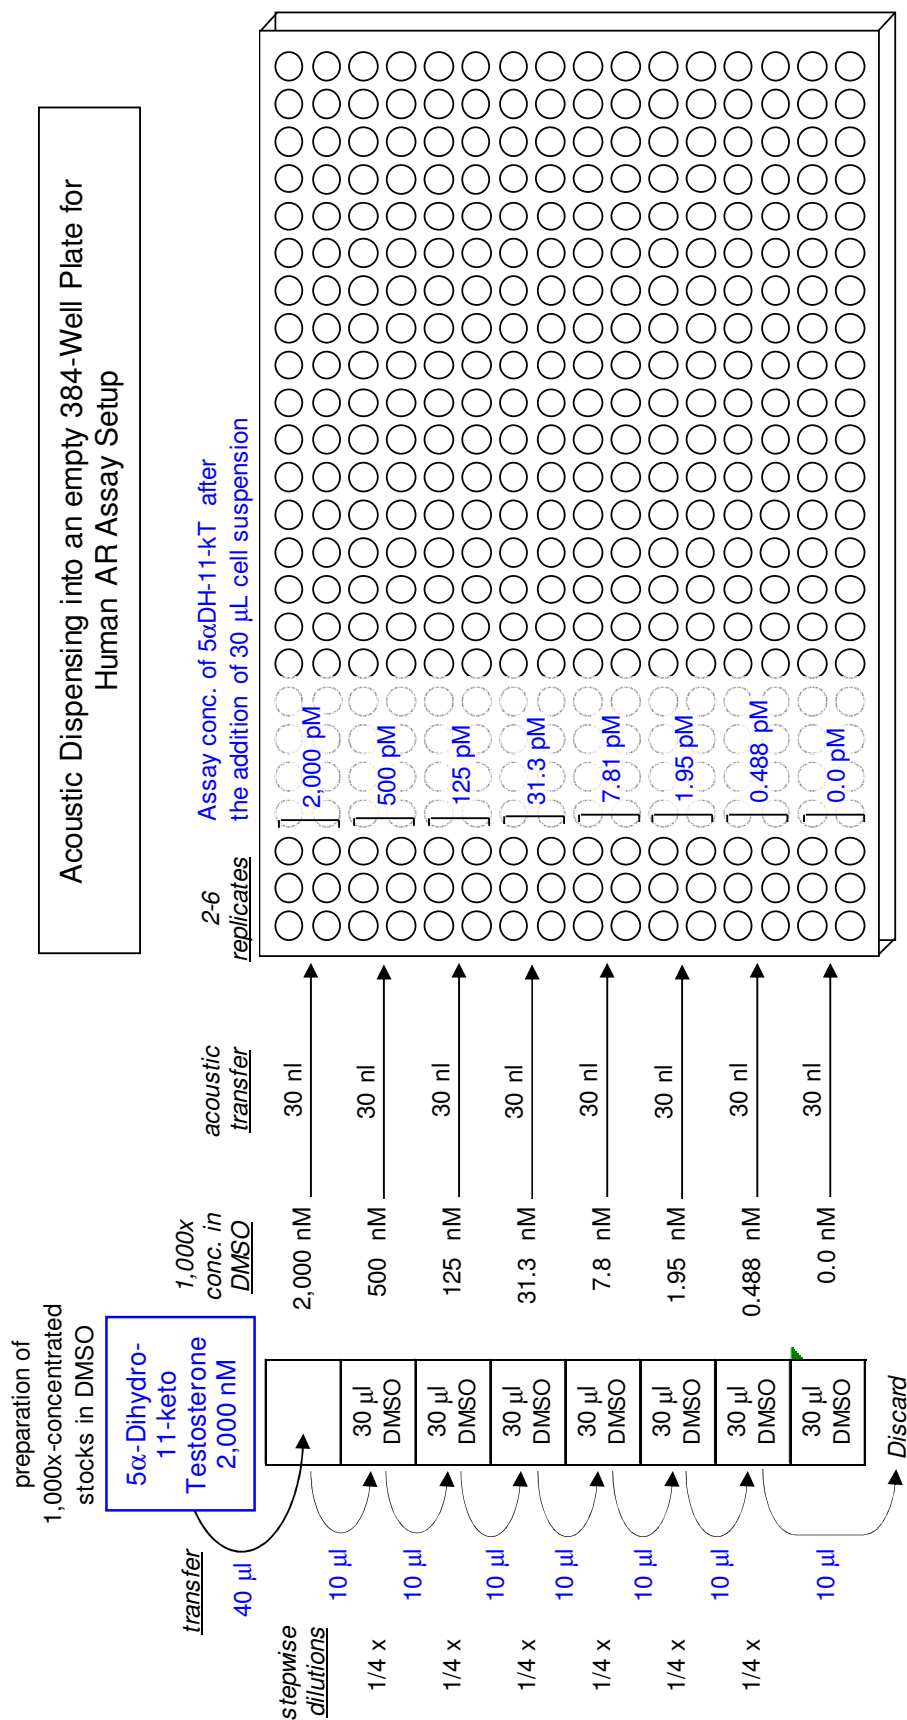 Acoustic Dispensing into an empty 384-Well Plate for
Human AR Assay Setup
preparation of
1,000x-concentrated
stocks in DMSO
5α-Dihydro-
11-keto
Testosterone
2,000 nM
1,000x
conc. in
DMSO
acoustic
transfer
2-6
replicates
Assay conc. of 5αDH-11-kT after
the addition of 30 µL cell suspension
transfer
40 µl
stepwise
dilutions
2,000 nM
30 nl
2,000 pM
10 µl
1/4 x
30 µl
DMSO
500 nM
30 nl
500 pM
10 µl
1/4 x
30 µl
DMSO
125 nM
30 nl
125 pM
10 µl
1/4 x
30 µl
DMSO
31.3 nM
30 nl
31.3 pM
10 µl
1/4 x
30 µl
DMSO
7.8 nM
30 nl
7.81 pM
10 µl
1/4 x
30 µl
DMSO
1.95 nM
30 nl
1.95 pM
10 µl
1/4 x
30 µl
DMSO
0.488 nM
30 nl
0.488 pM
10 µl
30 µl
DMSO
0.0 nM
30 nl
0.0 pM
Discard